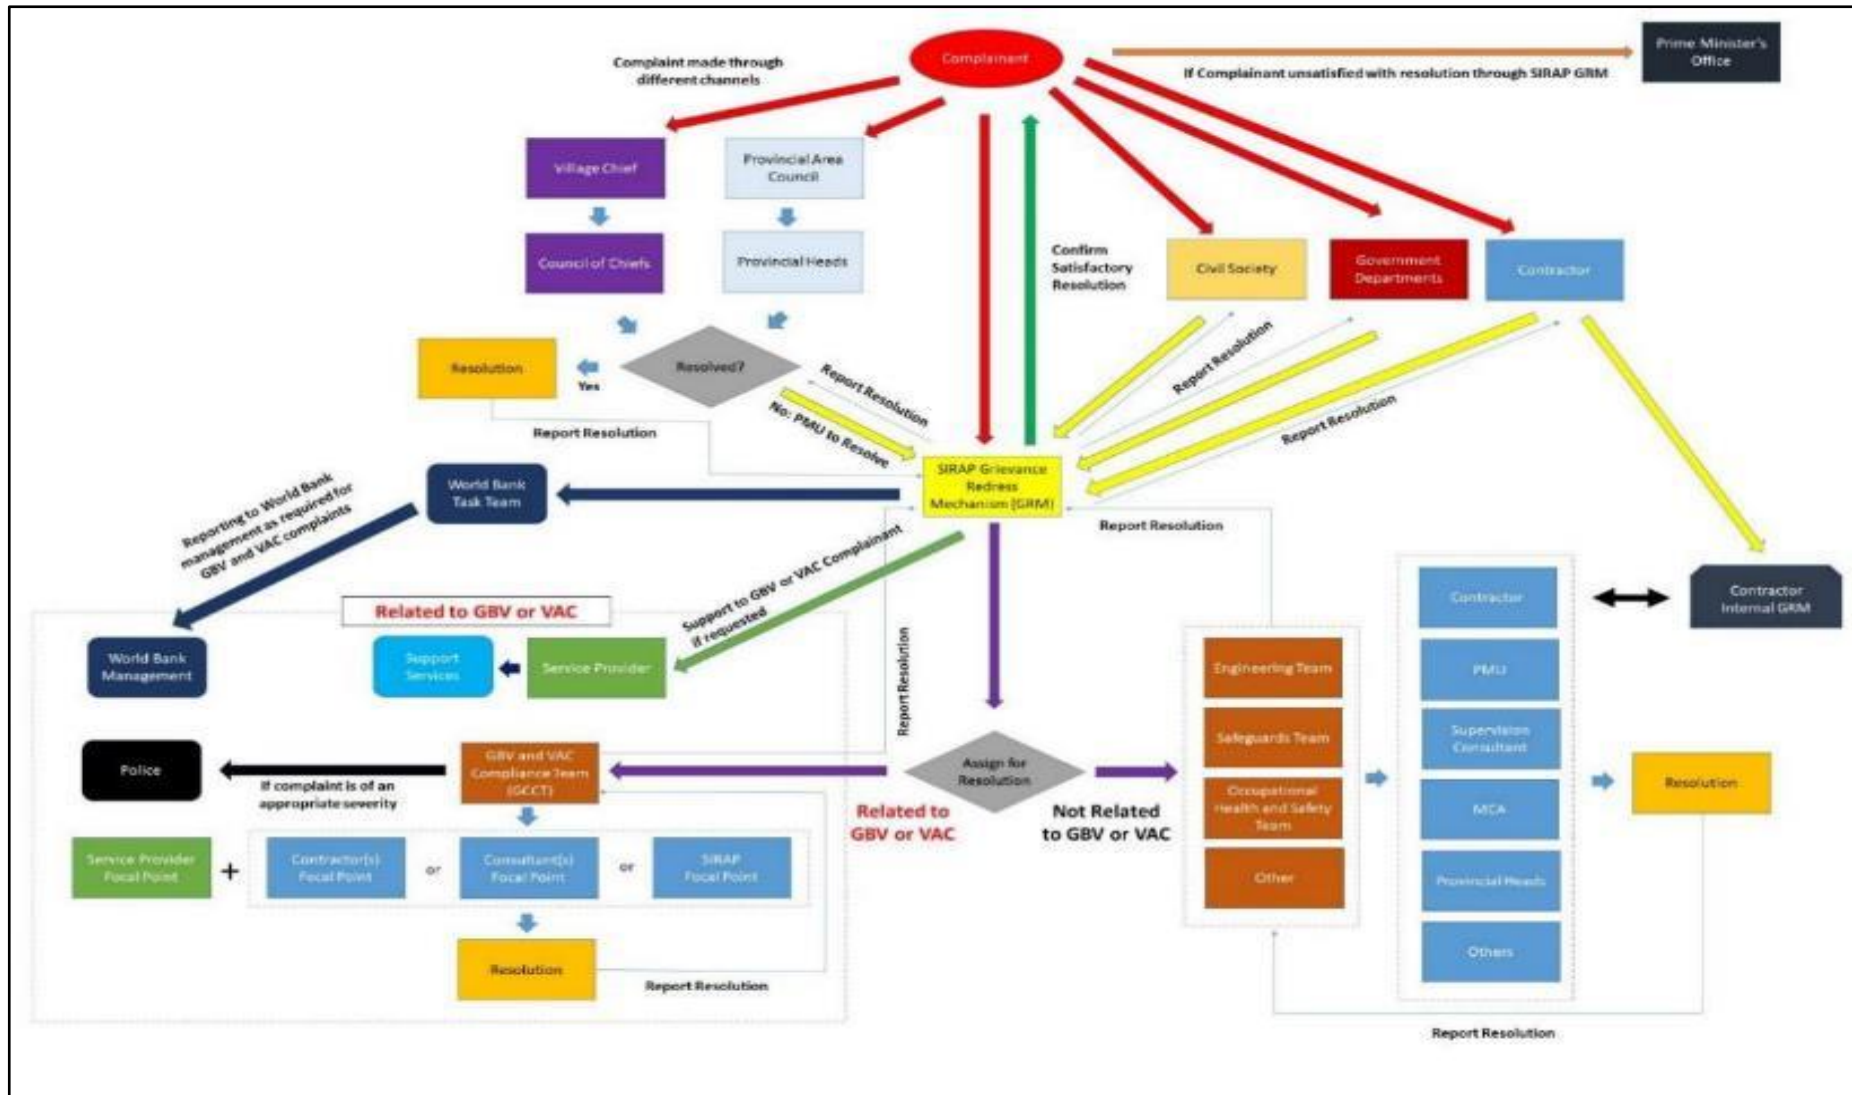 Complaint made through
different channels
Complainant
If Complainant unsatisfied with resolution through SIRAP GRM
Prime Minister's
Office
Village Chief
Provincial Area
Council
Council of Chiefs
Provincial Heads
Confirm
Satisfactory
Resolution
Civil Society
Government
Departments
Contractor
Resolution
Yes
Resolved?
Report Resolution
No: PMU to Resolve
Report Resolution
Report Resolution
Report Resolution
SIRAP Grievance
Redress
Mechanism (GRM)
World Bank
Task Team
Reporting to World Bank
management as required for
GBV and VAC complaints
Support to GBV or VAC Complainant
if requested
Report Resolution
Report Resolution
Contractor
Internal GRM
Related to GBV or VAC
World Bank
Management
Support
Services
Service Provider
Police
If complaint is of an
appropriate severity
GBV and VAC
Compliance Team
(GCCT)
Assign for
Resolution
Related to
GBV or VAC
Not Related
to GBV or VAC
Service Provider
Focal Point
+
Contractor(s)
Focal Point
or
Consultant(s)
Focal Point
or
SIRAP
Focal Point
Resolution
Report Resolution
Engineering Team
Safeguards Team
Occupational
Health and Safety
Team
Other
Contractor
PMU
Supervision
Consultant
MCA
Provincial Heads
Others
Resolution
Report Resolution